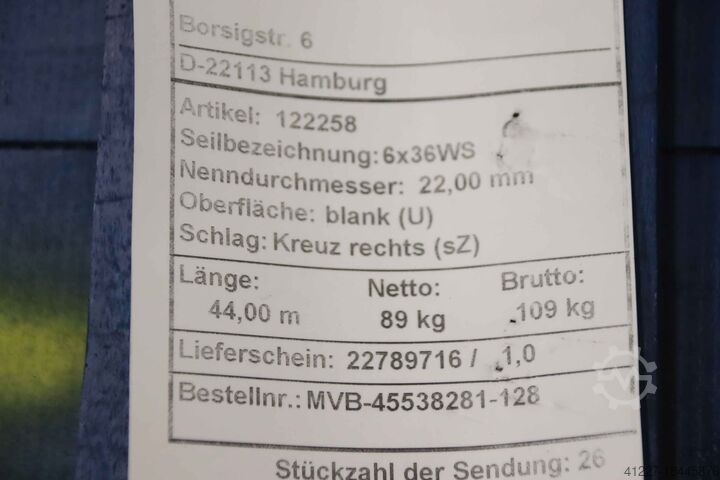 Borsigstr. 6
D-22113 Hamburg
Artikel: 122258
Seilbezeichnung: 6x36WS
Nenndurchmesser: 22,00 mm
Oberfläche: blank (U)
Schlag: Kreuz rechts (sZ)
Länge: Netto: Brutto:
44,00 m 89 kg 109 kg
Lieferschein: 22789716 / 1,0
Bestellnr.: MVB-45538281-128
Stückzahl der Sendung: 26